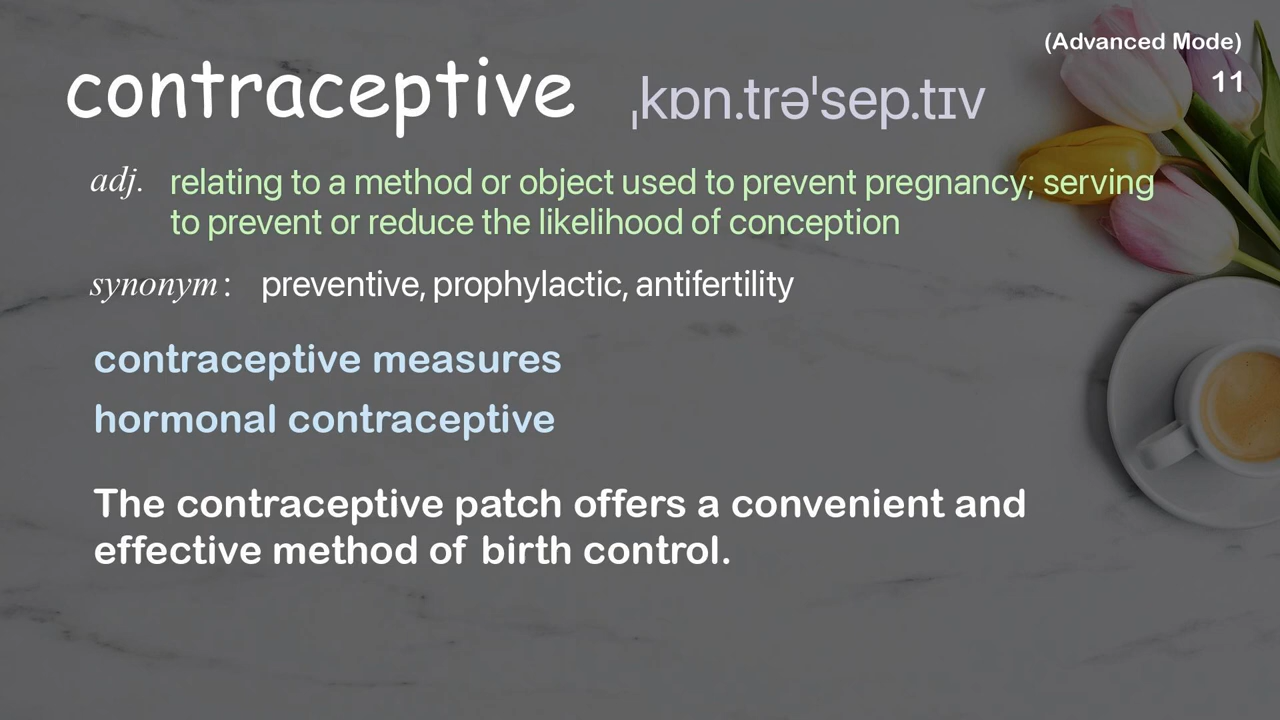 (Advanced Mode)
11
contraceptive ˌkɒn.trəˈsep.tɪv
adj. relating to a method or object used to prevent pregnancy; serving
to prevent or reduce the likelihood of conception
synonym : preventive, prophylactic, antifertility
contraceptive measures
hormonal contraceptive
The contraceptive patch offers a convenient and
effective method of birth control.